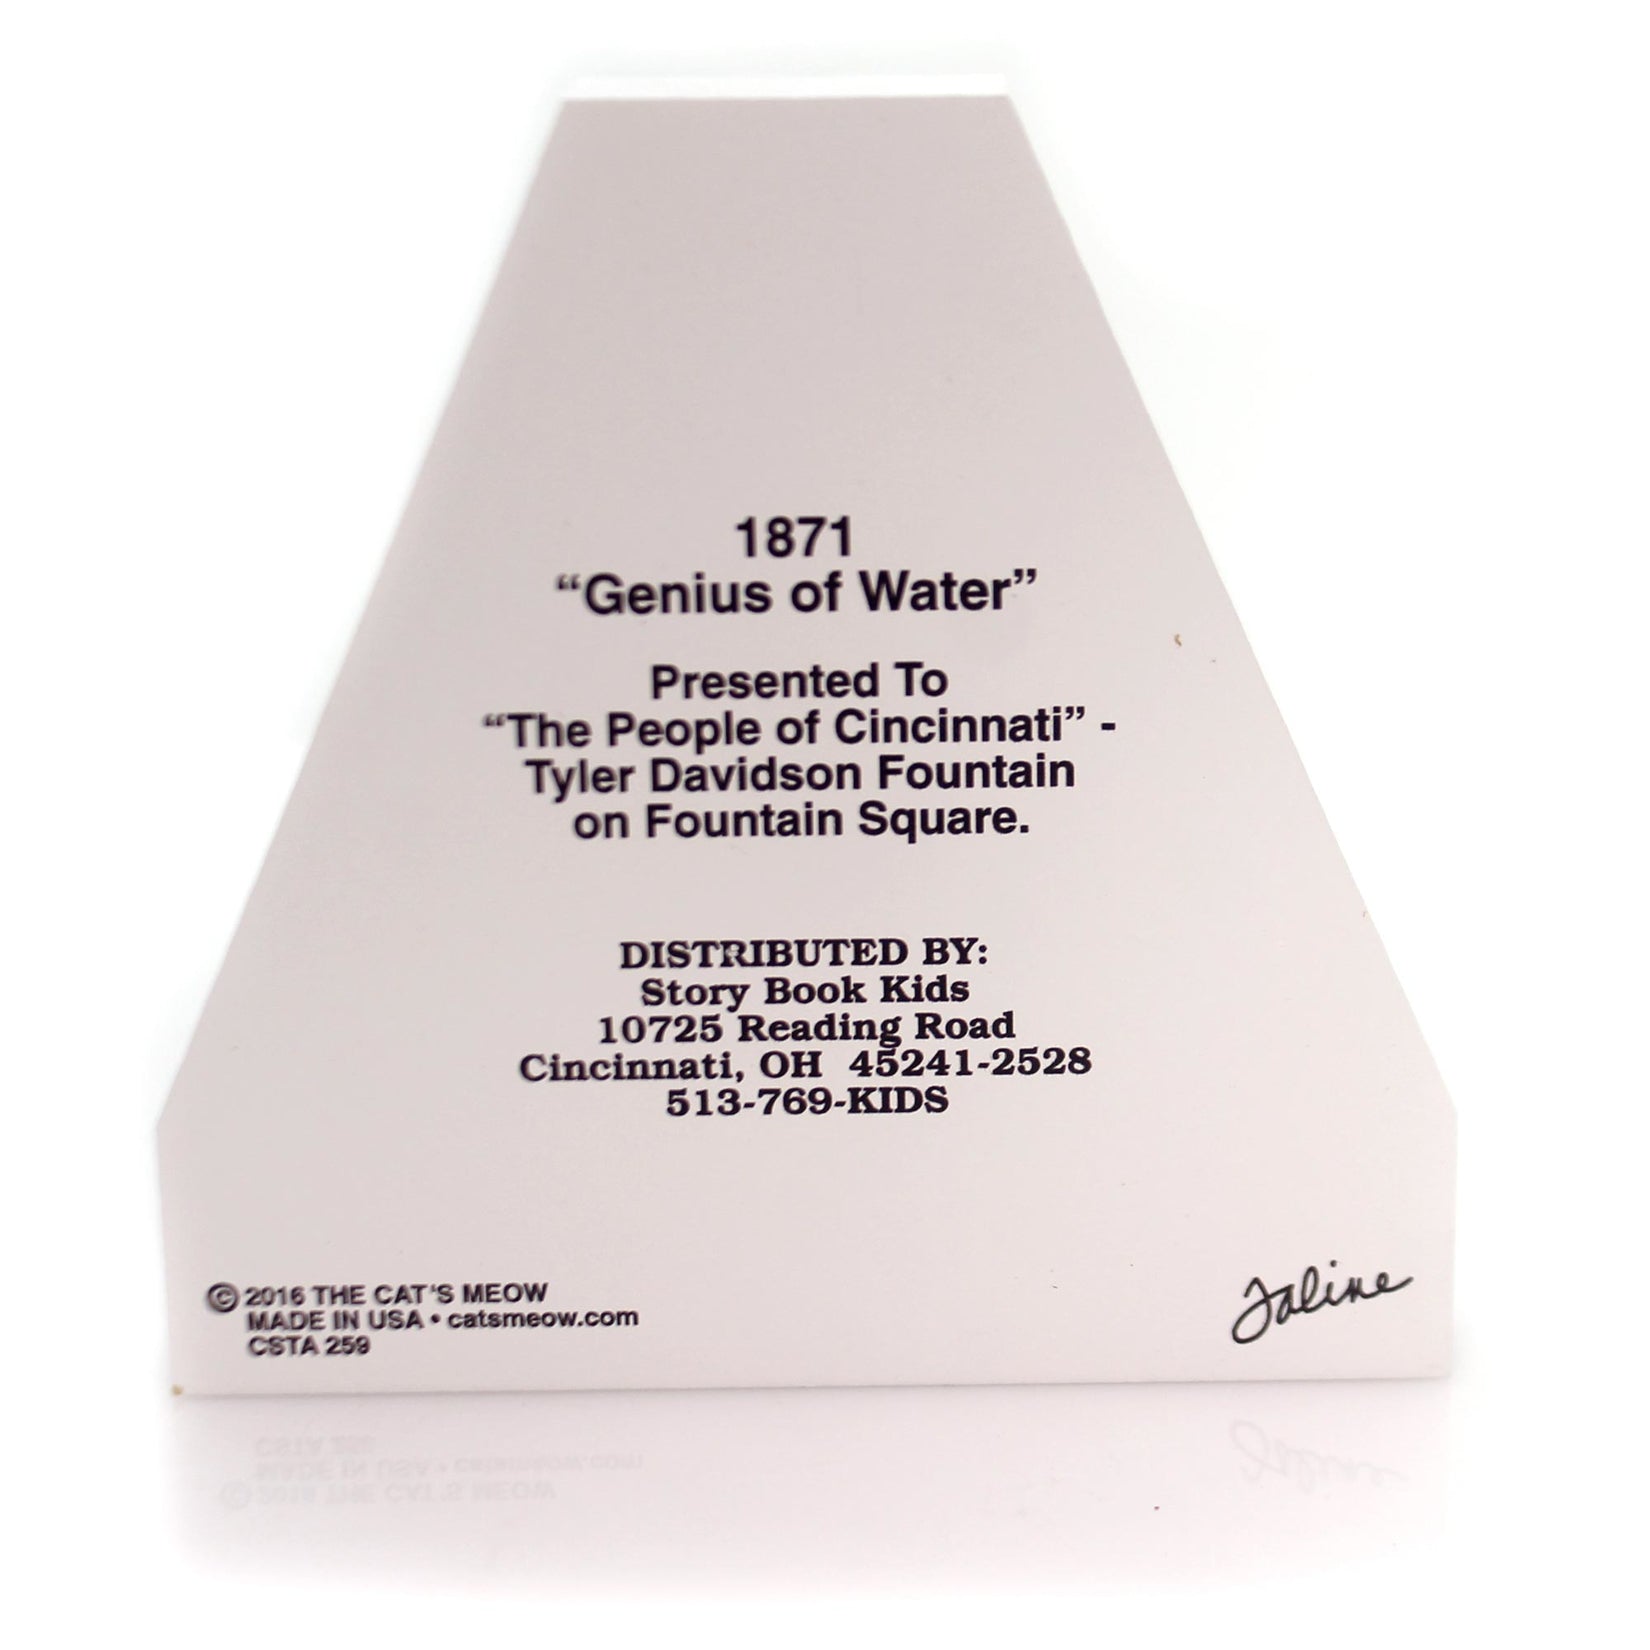 1871
“Genius of Water”
Presented To
“The People of Cincinnati” -
Tyler Davidson Fountain
on Fountain Square.
DISTRIBUTED BY:
Story Book Kids
10725 Reading Road
Cincinnati, OH 45241-2528
513-769-KIDS
© 2016 THE CAT'S MEOW
MADE IN USA • catsmeow.com
CSTA 259
Faline